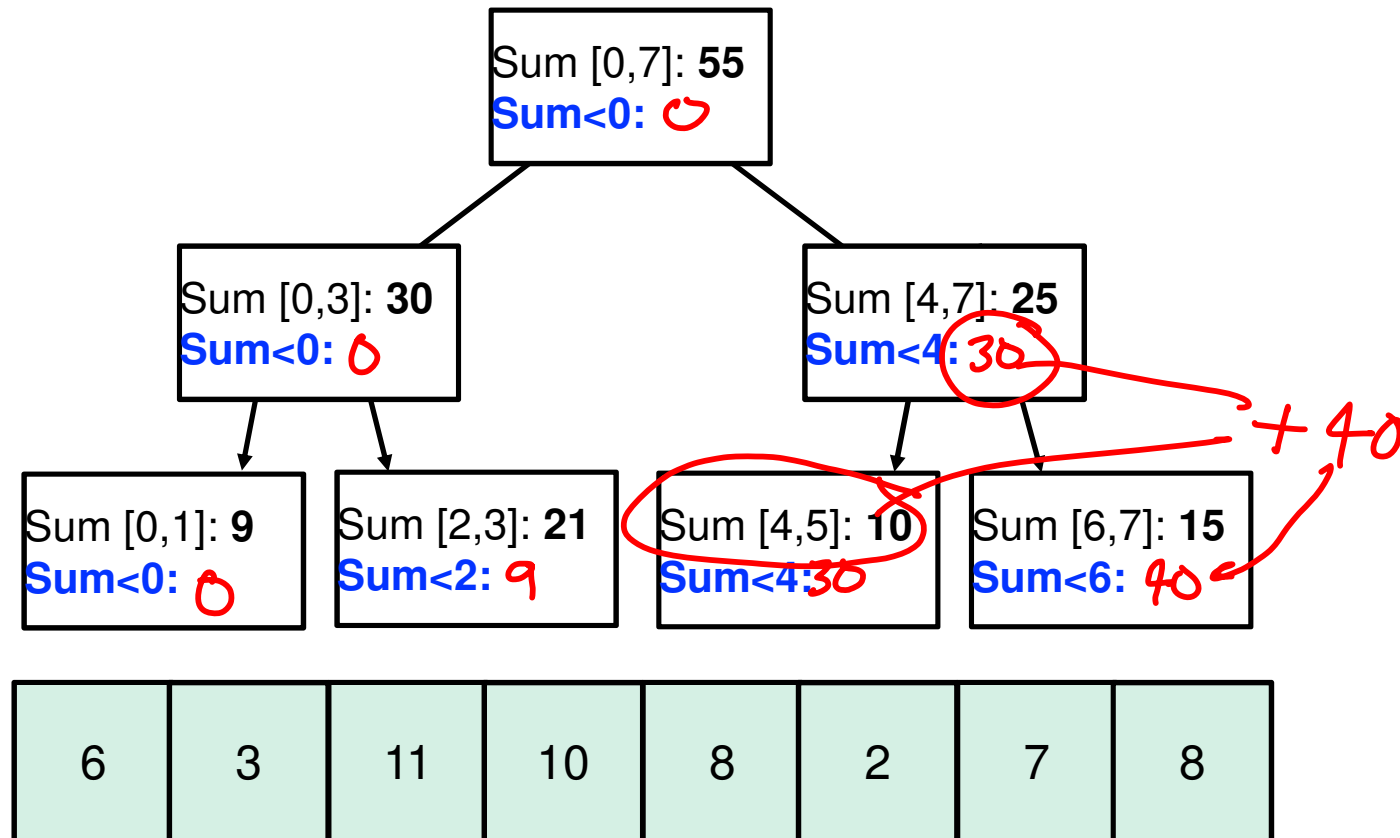 Sum [0,7]: 55
Sum<0: 0
Sum [0,3]: 30
Sum<0: 0
Sum [4,7]: 25
Sum<4: 30
+ 40
Sum [0,1]: 9
Sum<0: 0
Sum [2,3]: 21
Sum<2: 9
Sum [4,5]: 10
Sum<4: 30
Sum [6,7]: 15
Sum<6: 40
6 3 11 10 8 2 7 8